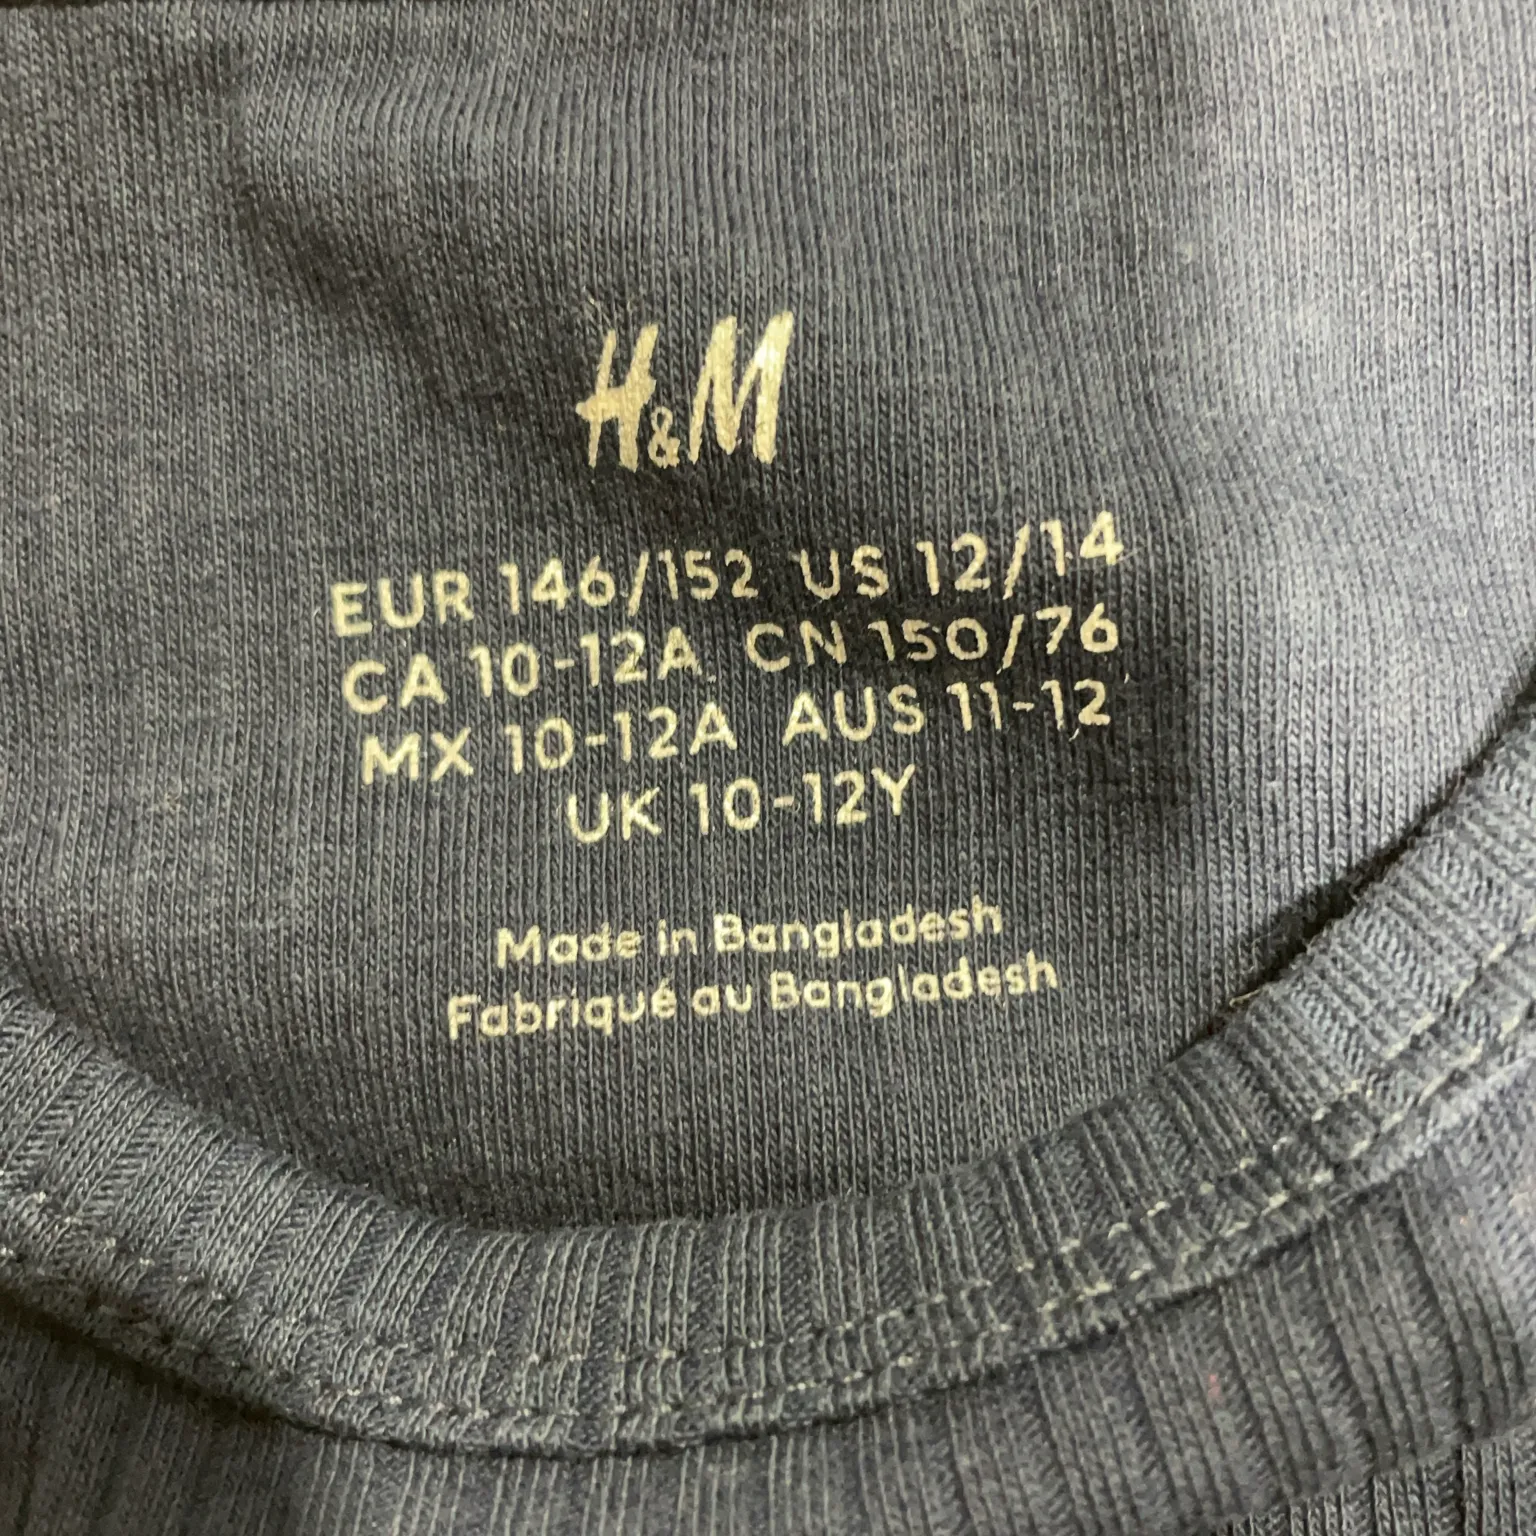 H&M
EUR 146/152 US 12/14
CA 10-12A CN 150/76
MX 10-12A AUS 11-12
UK 10-12Y
Made in Bangladesh
Fabriqué au Bangladesh